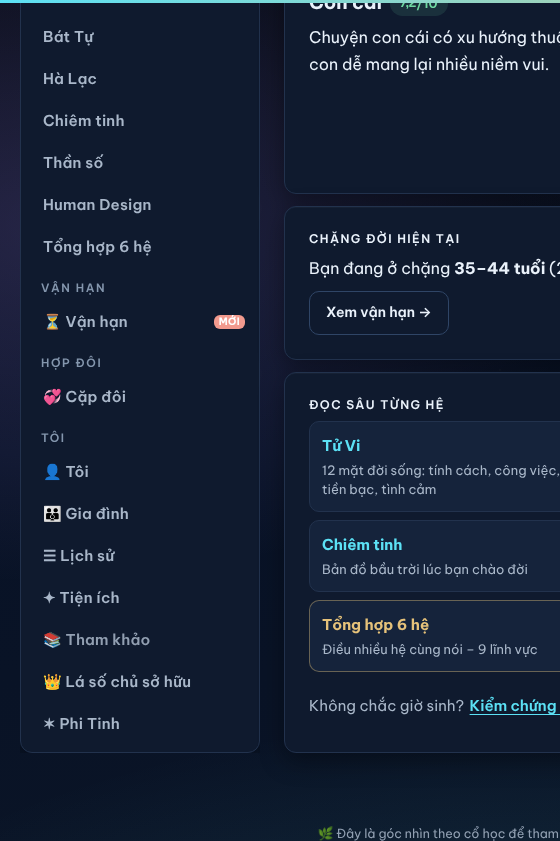 Bát Tự
Hà Lạc
Chiêm tinh
Thần số
Human Design
Tổng hợp 6 hệ
VẬN HẠN
⏳ Vận hạn MỚI
HỢP ĐÔI
💞 Cặp đôi
TÔI
👤 Tôi
👪 Gia đình
☰ Lịch sử
✦ Tiện ích
📚 Tham khảo
👑 Lá số chủ sở hữu
✶ Phi Tinh
Con cái 7,2/10
Chuyện con cái có xu hướng
con dễ mang lại nhiều niềm vui.
CHẶNG ĐỜI HIỆN TẠI
Bạn đang ở chặng 35–44 tuổi (2
Xem vận hạn →
ĐỌC SÂU TỪNG HỆ
Tử Vi
12 mặt đời sống: tính cách, công việc,
tiền bạc, tình cảm
Chiêm tinh
Bản đồ bầu trời lúc bạn chào đời
Tổng hợp 6 hệ
Điều nhiều hệ cùng nói – 9 lĩnh vực
Không chắc giờ sinh? Kiểm chứng
🌿 Đây là góc nhìn theo cổ học để tham